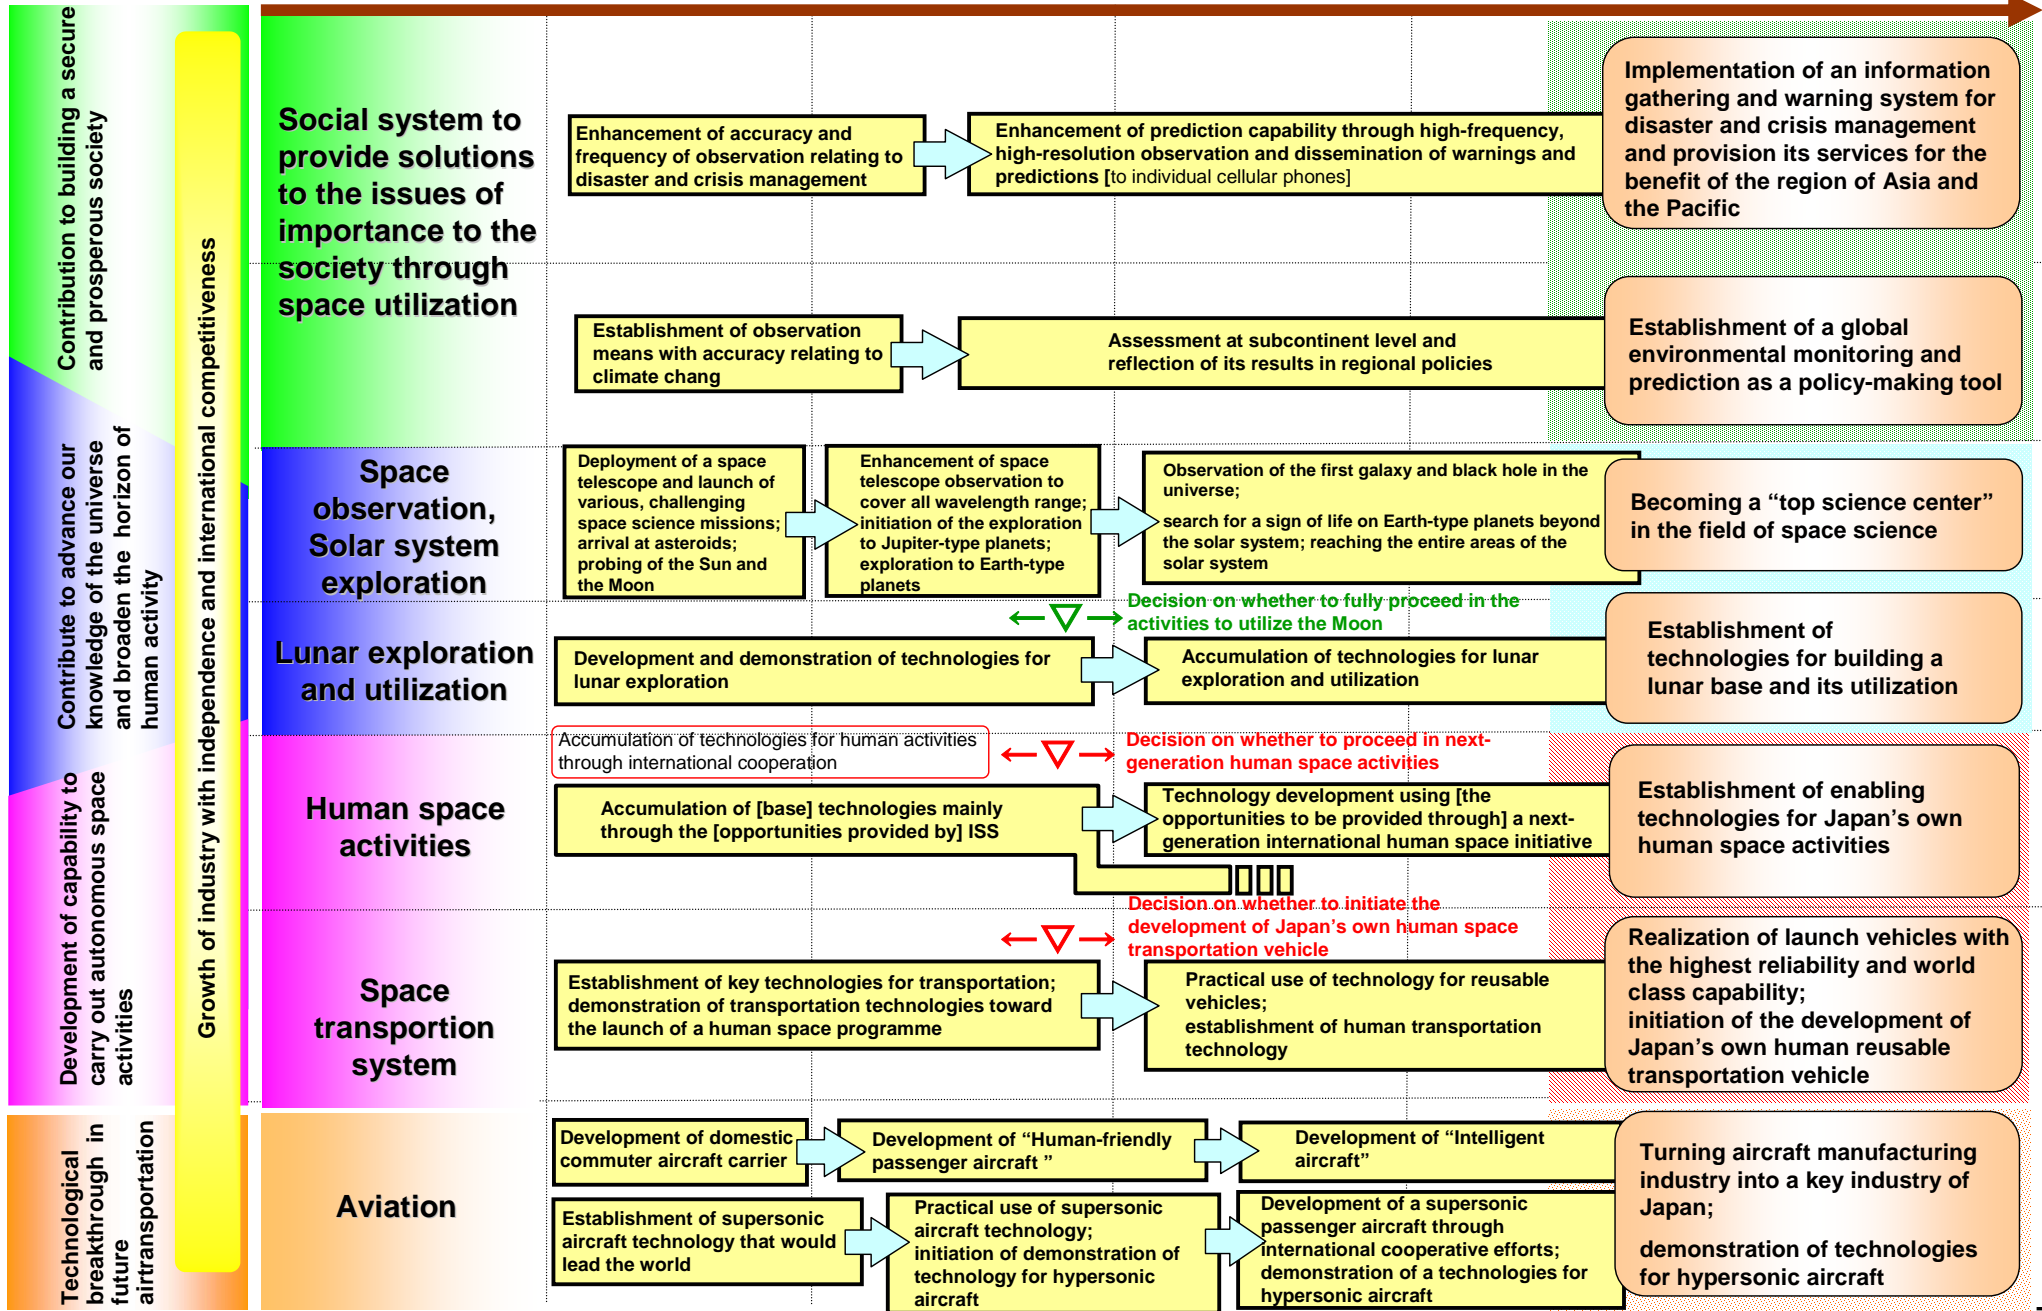 Contribution to building a secure
and prosperous society
Contribute to advance our
knowledge of the universe
and broaden the horizon of
human activity
Development of capability to
carry out autonomous space
activities
Technological
breakthrough in
future
airtransportation
Growth of industry with independence and international competitiveness
Social system to
provide solutions
to the issues of
importance to the
society through
space utilization
Enhancement of accuracy and
frequency of observation relating to
disaster and crisis management
Enhancement of prediction capability through high-frequency,
high-resolution observation and dissemination of warnings and
predictions [to individual cellular phones]
Implementation of an information
gathering and warning system for
disaster and crisis management
and provision its services for the
benefit of the region of Asia and
the Pacific
Establishment of observation
means with accuracy relating to
climate chang
Assessment at subcontinent level and
reflection of its results in regional policies
Establishment of a global
environmental monitoring and
prediction as a policy-making tool
Space
observation,
Solar system
exploration
Deployment of a space
telescope and launch of
various, challenging
space science missions;
arrival at asteroids;
probing of the Sun and
the Moon
Enhancement of space
telescope observation to
cover all wavelength range;
initiation of the exploration
to Jupiter-type planets;
exploration to Earth-type
planets
Observation of the first galaxy and black hole in the
universe;
search for a sign of life on Earth-type planets beyond
the solar system; reaching the entire areas of the
solar system
Becoming a “top science center”
in the field of space science
Lunar exploration
and utilization
Decision on whether to fully proceed in the
activities to utilize the Moon
Development and demonstration of technologies for
lunar exploration
Accumulation of technologies for lunar
exploration and utilization
Establishment of
technologies for building a
lunar base and its utilization
Human space
activities
Accumulation of technologies for human activities
through international cooperation
Decision on whether to proceed in next-
generation human space activities
Accumulation of [base] technologies mainly
through the [opportunities provided by] ISS
Technology development using [the
opportunities to be provided through] a next-
generation international human space initiative
Establishment of enabling
technologies for Japan’s own
human space activities
Space
transportion
system
Decision on whether to initiate the
development of Japan’s own human space
transportation vehicle
Establishment of key technologies for transportation;
demonstration of transportation technologies toward
the launch of a human space programme
Practical use of technology for reusable
vehicles;
establishment of human transportation
technology
Realization of launch vehicles with
the highest reliability and world
class capability;
initiation of the development of
Japan’s own human reusable
transportation vehicle
Aviation
Development of domestic
commuter aircraft carrier
Development of “Human-friendly
passenger aircraft ”
Development of “Intelligent
aircraft”
Establishment of supersonic
aircraft technology that would
lead the world
Practical use of supersonic
aircraft technology;
initiation of demonstration of
technology for hypersonic
aircraft
Development of a supersonic
passenger aircraft through
international cooperative efforts;
demonstration of a technologies for
hypersonic aircraft
Turning aircraft manufacturing
industry into a key industry of
Japan;
demonstration of technologies
for hypersonic aircraft